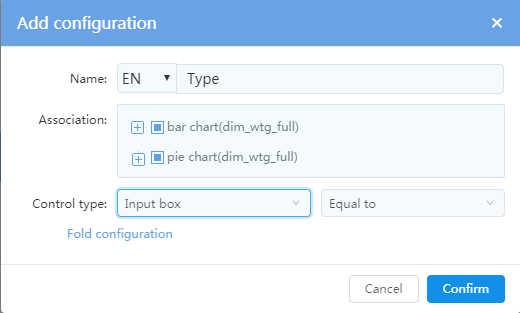 Add configuration
Name: EN Type
Association: bar chart(dim_wtg_full)
pie chart(dim_wtg_full)
Control type: Input box Equal to
Fold configuration
Cancel Confirm